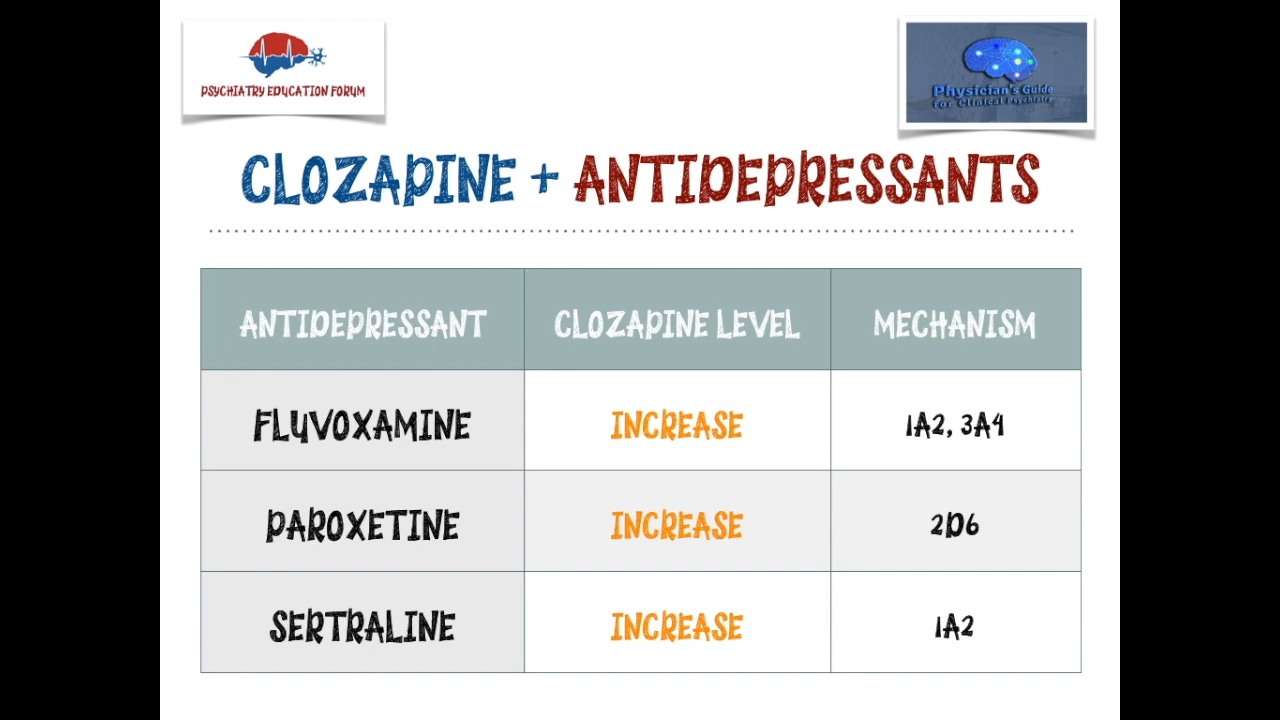 PSYCHIATRY EDUCATION FORUM
Physician's Guide
for Clinical Psychiatry
CLOZAPINE + ANTIDEPRESSANTS
ANTIDEPRESSANT CLOZAPINE LEVEL MECHANISM
FLUVOXAMINE INCREASE 1A2, 3A4
PAROXETINE INCREASE 2D6
SERTRALINE INCREASE 1A2